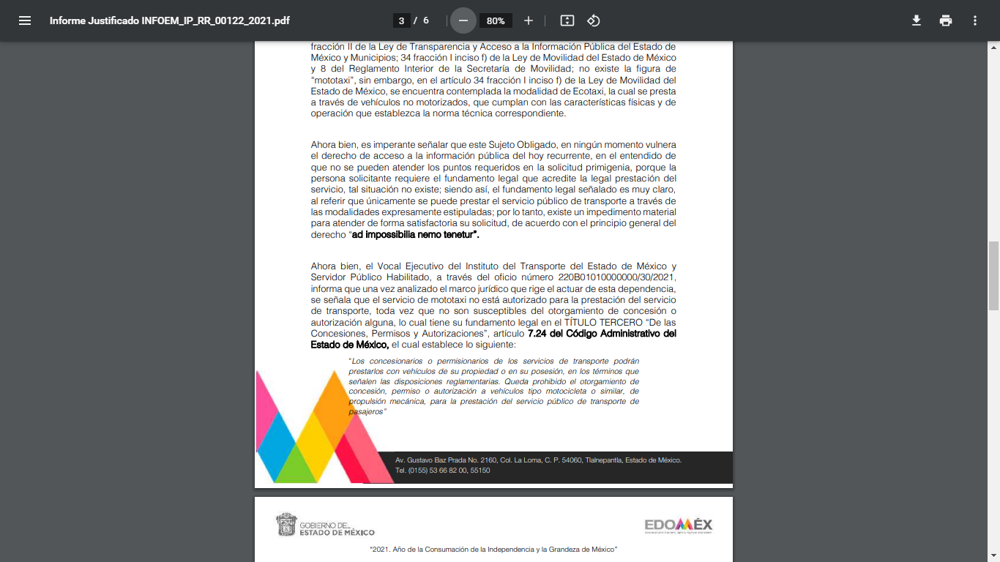 Informe Justificado INFOEM_IP_RR_00122_2021.pdf
3 / 6
80%
fracción II de la Ley de Transparencia y Acceso a la Información Pública del Estado de
México y Municipios; 34 fracción I inciso f) de la Ley de Movilidad del Estado de México
y 8 del Reglamento Interior de la Secretaría de Movilidad; no existe la figura de
“mototaxi”, sin embargo, en el artículo 34 fracción I inciso f) de la Ley de Movilidad del
Estado de México, se encuentra contemplada la modalidad de Ecotaxi, la cual se presta
a través de vehículos no motorizados, que cumplan con las características físicas y de
operación que establezca la norma técnica correspondiente.
Ahora bien, es imperante señalar que este Sujeto Obligado, en ningún momento vulnera
el derecho de acceso a la información pública del hoy recurrente, en el entendido de
que no se pueden atender los puntos requeridos en la solicitud primigenia, porque la
persona solicitante requiere el fundamento legal que acredite la legal prestación del
servicio, tal situación no existe; siendo así, el fundamento legal señalado es muy claro,
al referir que únicamente se puede prestar el servicio público de transporte a través de
las modalidades expresamente estipuladas; por lo tanto, existe un impedimento material
para atender de forma satisfactoria su solicitud, de acuerdo con el principio general del
derecho “ad impossibilia nemo tenetur”.
Ahora bien, el Vocal Ejecutivo del Instituto del Transporte del Estado de México y
Servidor Público Habilitado, a través del oficio número 220B01010000000/30/2021,
informa que una vez analizado el marco jurídico que rige el actuar de esta dependencia,
se señala que el servicio de mototaxi no está autorizado para la prestación del servicio
de transporte, toda vez que no son susceptibles del otorgamiento de concesión o
autorización alguna, lo cual tiene su fundamento legal en el TÍTULO TERCERO “De las
Concesiones, Permisos y Autorizaciones”, artículo 7.24 del Código Administrativo del
Estado de México, el cual establece lo siguiente:
“Los concesionarios o permisionarios de los servicios de transporte podrán
prestarlos con vehículos de su propiedad o en su posesión, en los términos que
señalen las disposiciones reglamentarias. Queda prohibido el otorgamiento de
concesión, permiso o autorización a vehículos tipo motocicleta o similar, de
propulsión mecánica, para la prestación del servicio público de transporte de
pasajeros”
Av. Gustavo Baz Prada No. 2160, Col. La Loma, C. P. 54060, Tlalnepantla, Estado de México.
Tel. (0155) 53 66 82 00, 55150
GOBIERNO DEL
ESTADO DE MÉXICO
EDOMÉX
“2021. Año de la Consumación de la Independencia y la Grandeza de México”